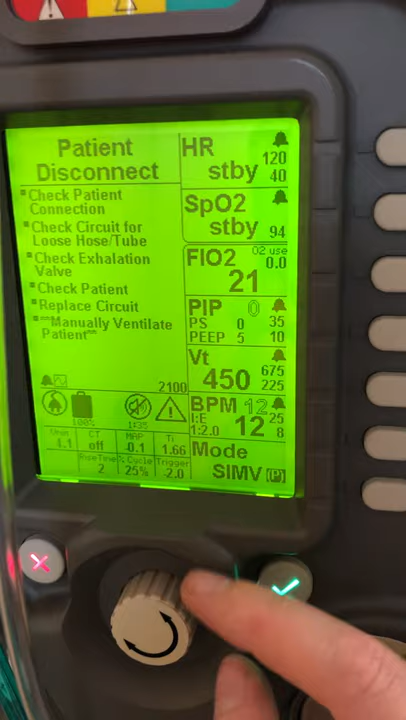 Patient
Disconnect
Check Patient
Connection
Check Circuit for
Loose Hose/Tube
Check Exhalation
Valve
Check Patient
Replace Circuit
**Manually Ventilate
Patient**
2100
100%
1:35
CT
off
MAP
-0.1
Ti
1.66
RiseTime
2
%Cycle
25%
Trigger
-2.0
HR
stby
120
40
SpO2
stby
94
FIO2
O2 use
0.0
21
PIP
0
35
PS 0
PEEP 5
10
Vt
450
675
225
BPM
12
25
I:E
1:2.0
12
8
Mode
SIMV (P)